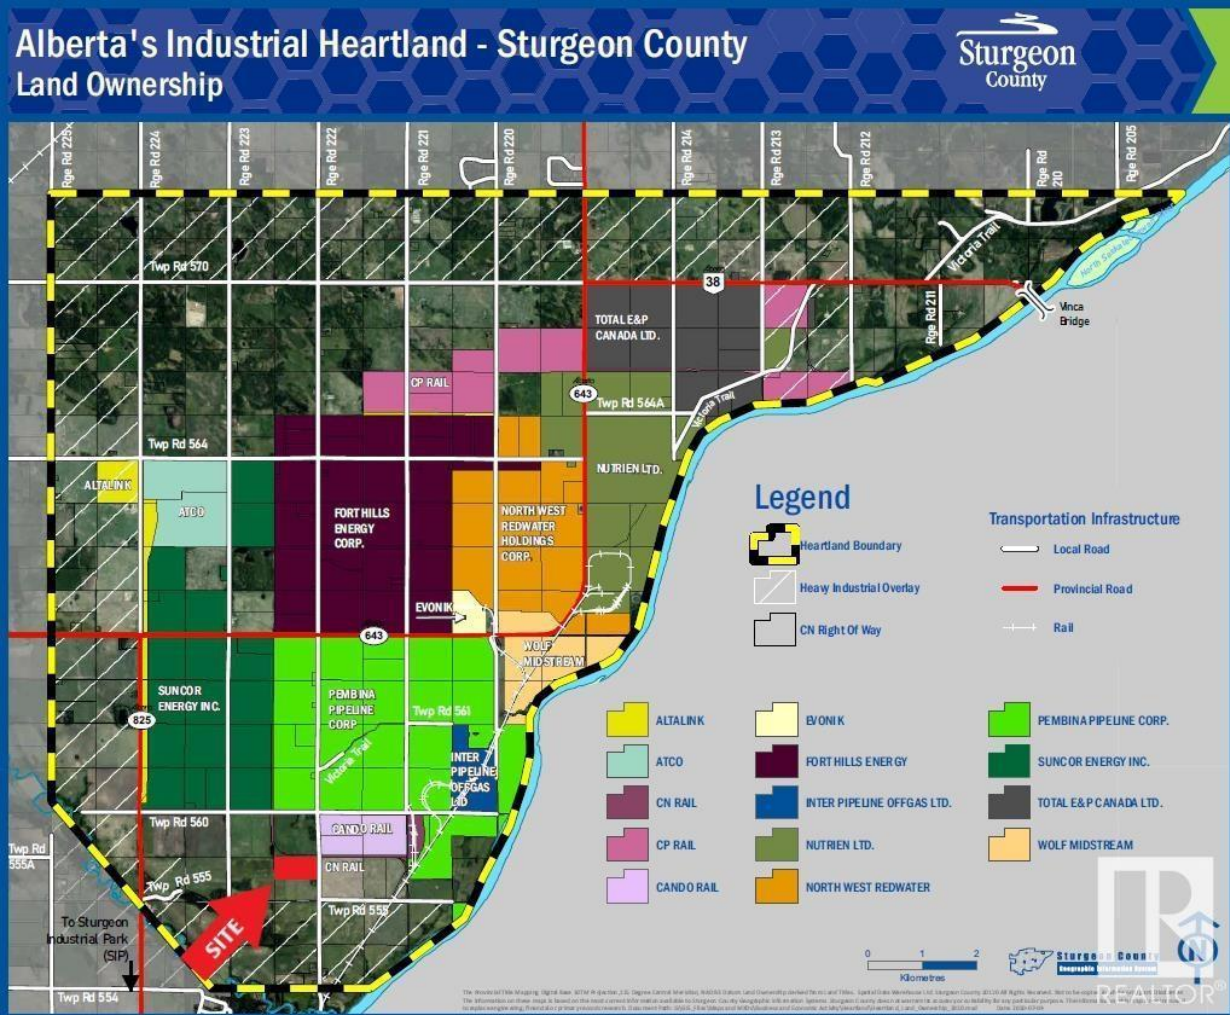 Alberta's Industrial Heartland - Sturgeon County
Land Ownership
Sturgeon
County
Rge Rd 225
Rge Rd 224
Rge Rd 223
Rge Rd 222
Rge Rd 221
Rge Rd 220
Rge Rd 214
Rge Rd 213
Rge Rd 212
Rge Rd
210
Rge Rd 205
Twp Rd 570
38
Victoria Trail
Rge Rd 211
Vinca
Bridge
TOTAL E&P
CANADA LTD.
CP RAIL
643
Twp Rd 564A
Victoria Trail
Twp Rd 564
ALTALINK
ATCO
NUTRIEN LTD.
FORT HILLS
ENERGY
CORP.
NORTH WEST
REDWATER
HOLDINGS
CORP.
EVONIK
643
WOLF
MIDSTREAM
SUNCOR
ENERGY INC.
825
PEMBINA
PIPELINE
CORP
Twp Rd 561
Victoria Trail
INTER
PIPELINE
OFFGAS
LTD
Twp Rd 560
CANDO RAIL
CN RAIL
Twp Rd
555A
Twp Rd 555
Twp Rd 555
SITE
To Sturgeon
Industrial Park
(SIP)
Twp Rd 554
Legend
Heartland Boundary
Heavy Industrial Overlay
CN Right Of Way
Transportation Infrastructure
Local Road
Provincial Road
Rail
ALTALINK
ATCO
CN RAIL
CP RAIL
CANDO RAIL
EVONIK
FORT HILLS ENERGY
INTER PIPELINE OFFGAS LTD.
NUTRIEN LTD.
NORTH WEST REDWATER
PEMBINA PIPELINE CORP.
SUNCOR ENERGY INC.
TOTAL E&P CANADA LTD.
WOLF MIDSTREAM
0 1 2
Kilometres
Sturgeon County
Geographic Information System
N
R
REALTOR®